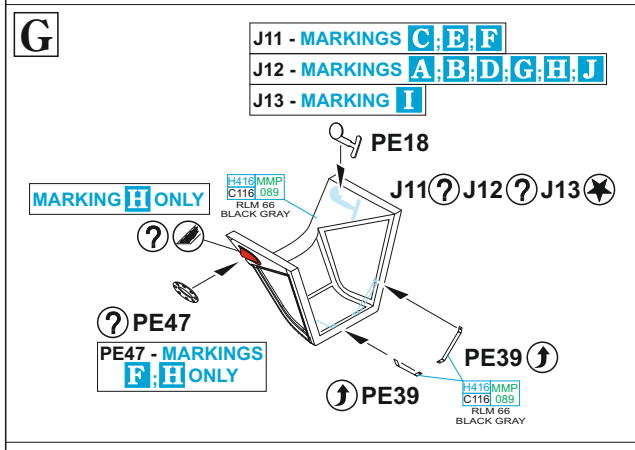 G
J11 - MARKINGS C;E;F
J12 - MARKINGS A;B;D;G;H;J
J13 - MARKING I
PE18
J11 ? J12 ? J13
H416 MMP
C116 089
RLM 66
BLACK GRAY
MARKING H ONLY
?
? PE47
PE47 - MARKINGS
F;H ONLY
PE39
PE39
H416 MMP
C116 089
RLM 66
BLACK GRAY